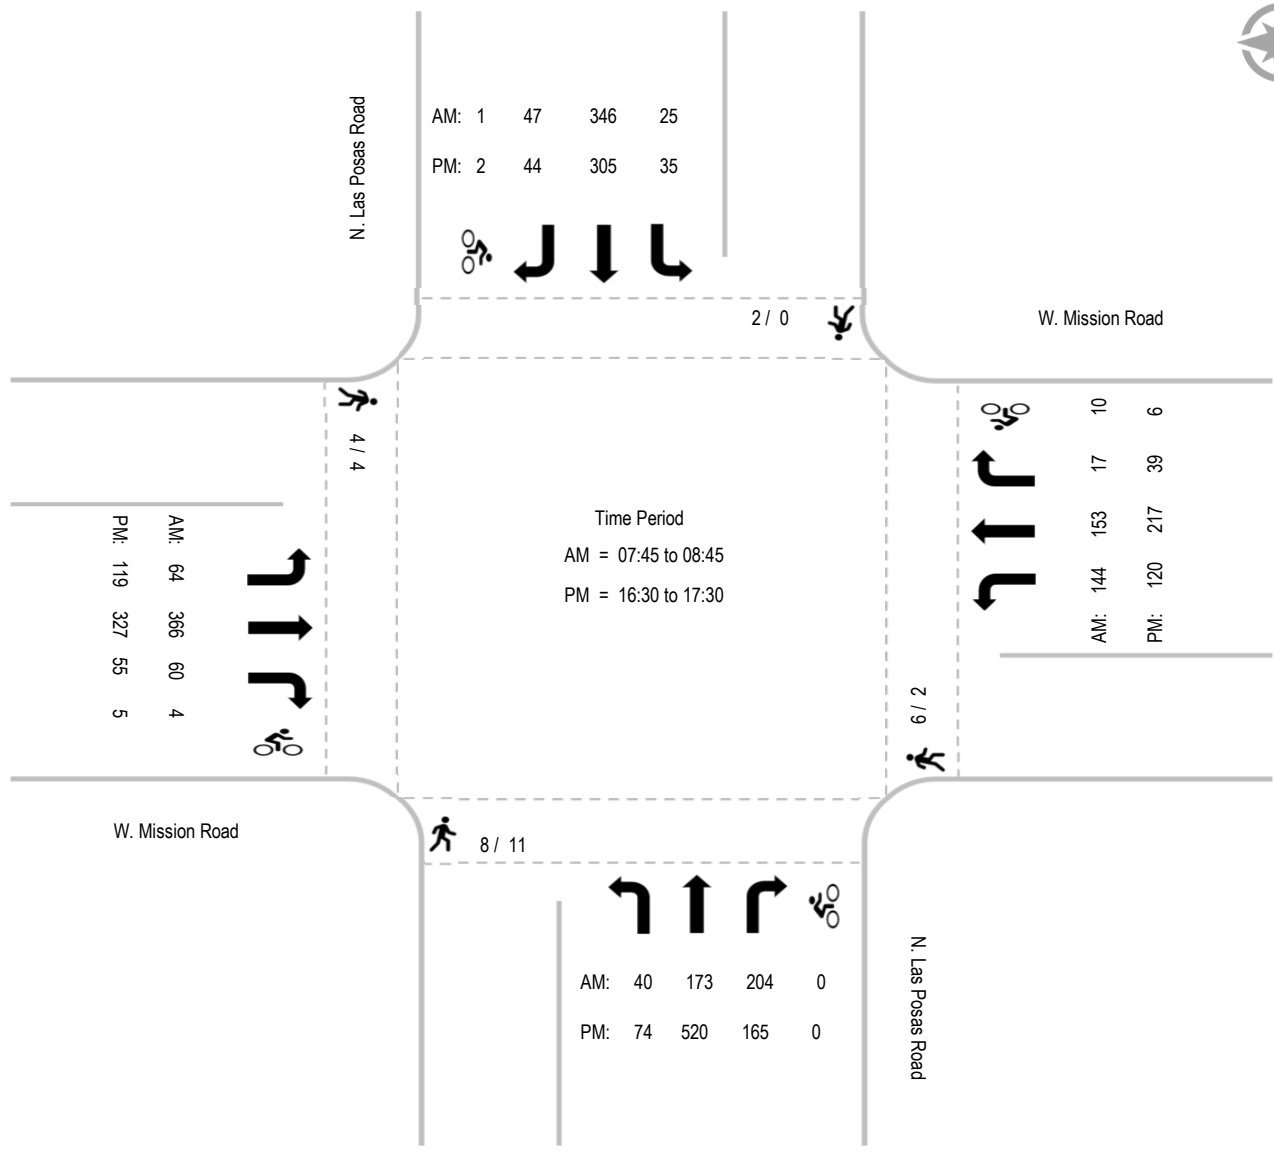 N. Las Posas Road
AM: 1 47 346 25
PM: 2 44 305 35
2 / 0
W. Mission Road
4 / 4
10 6
17 39
153 217
144 120
AM: PM:
Time Period
AM = 07:45 to 08:45
PM = 16:30 to 17:30
PM: AM:
119 64
327 366
55 60
5 4
6 / 2
W. Mission Road
8 / 11
AM: 40 173 204 0
PM: 74 520 165 0
N. Las Posas Road